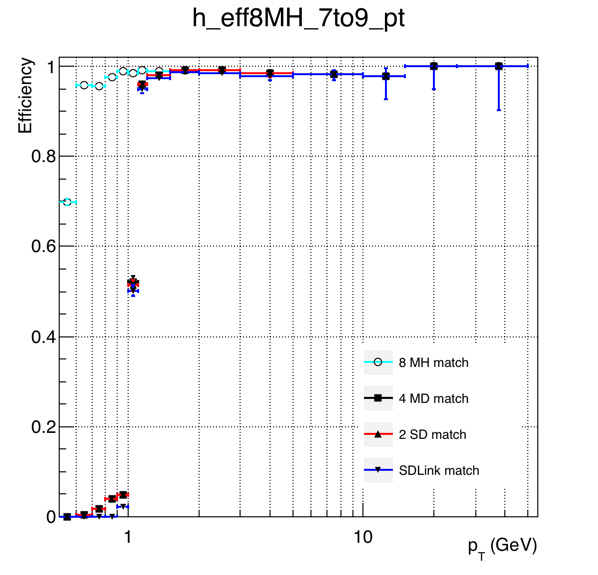 h_eff8MH_7to9_pt
Efficiency
1
0.8
0.6
0.4
0.2
0
8 MH match
4 MD match
2 SD match
SDLink match
1
10
p_T (GeV)